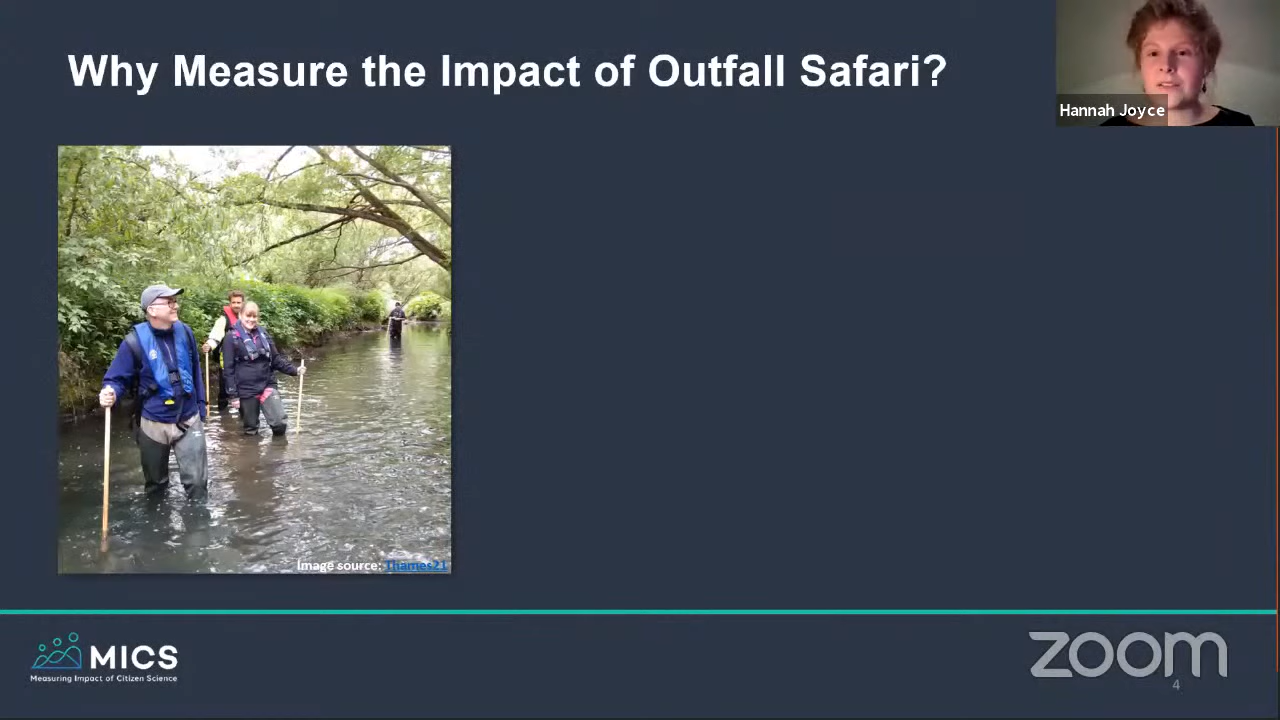 Why Measure the Impact of Outfall Safari?
Hannah Joyce
Image source: Thames21
MICS
Measuring Impact of Citizen Science
zoom
4